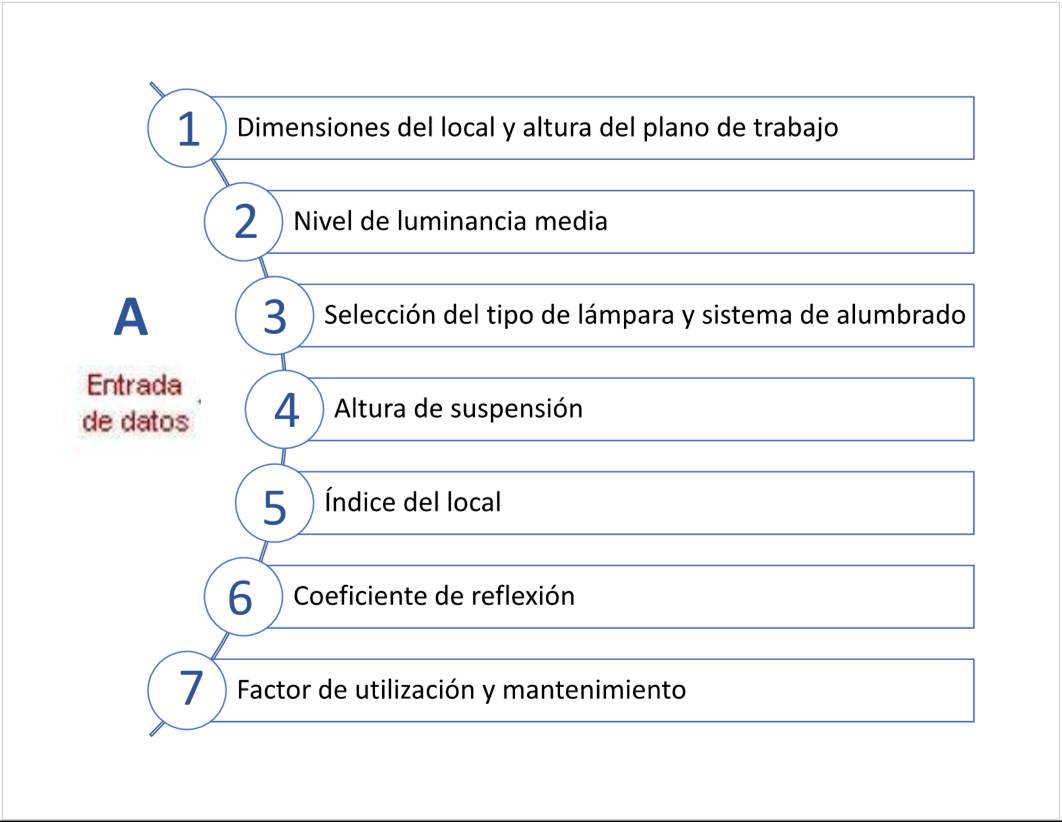 1 Dimensiones del local y altura del plano de trabajo
2 Nivel de luminancia media
3 Selección del tipo de lámpara y sistema de alumbrado
A
Entrada
de datos
4 Altura de suspensión
5 Índice del local
6 Coeficiente de reflexión
7 Factor de utilización y mantenimiento